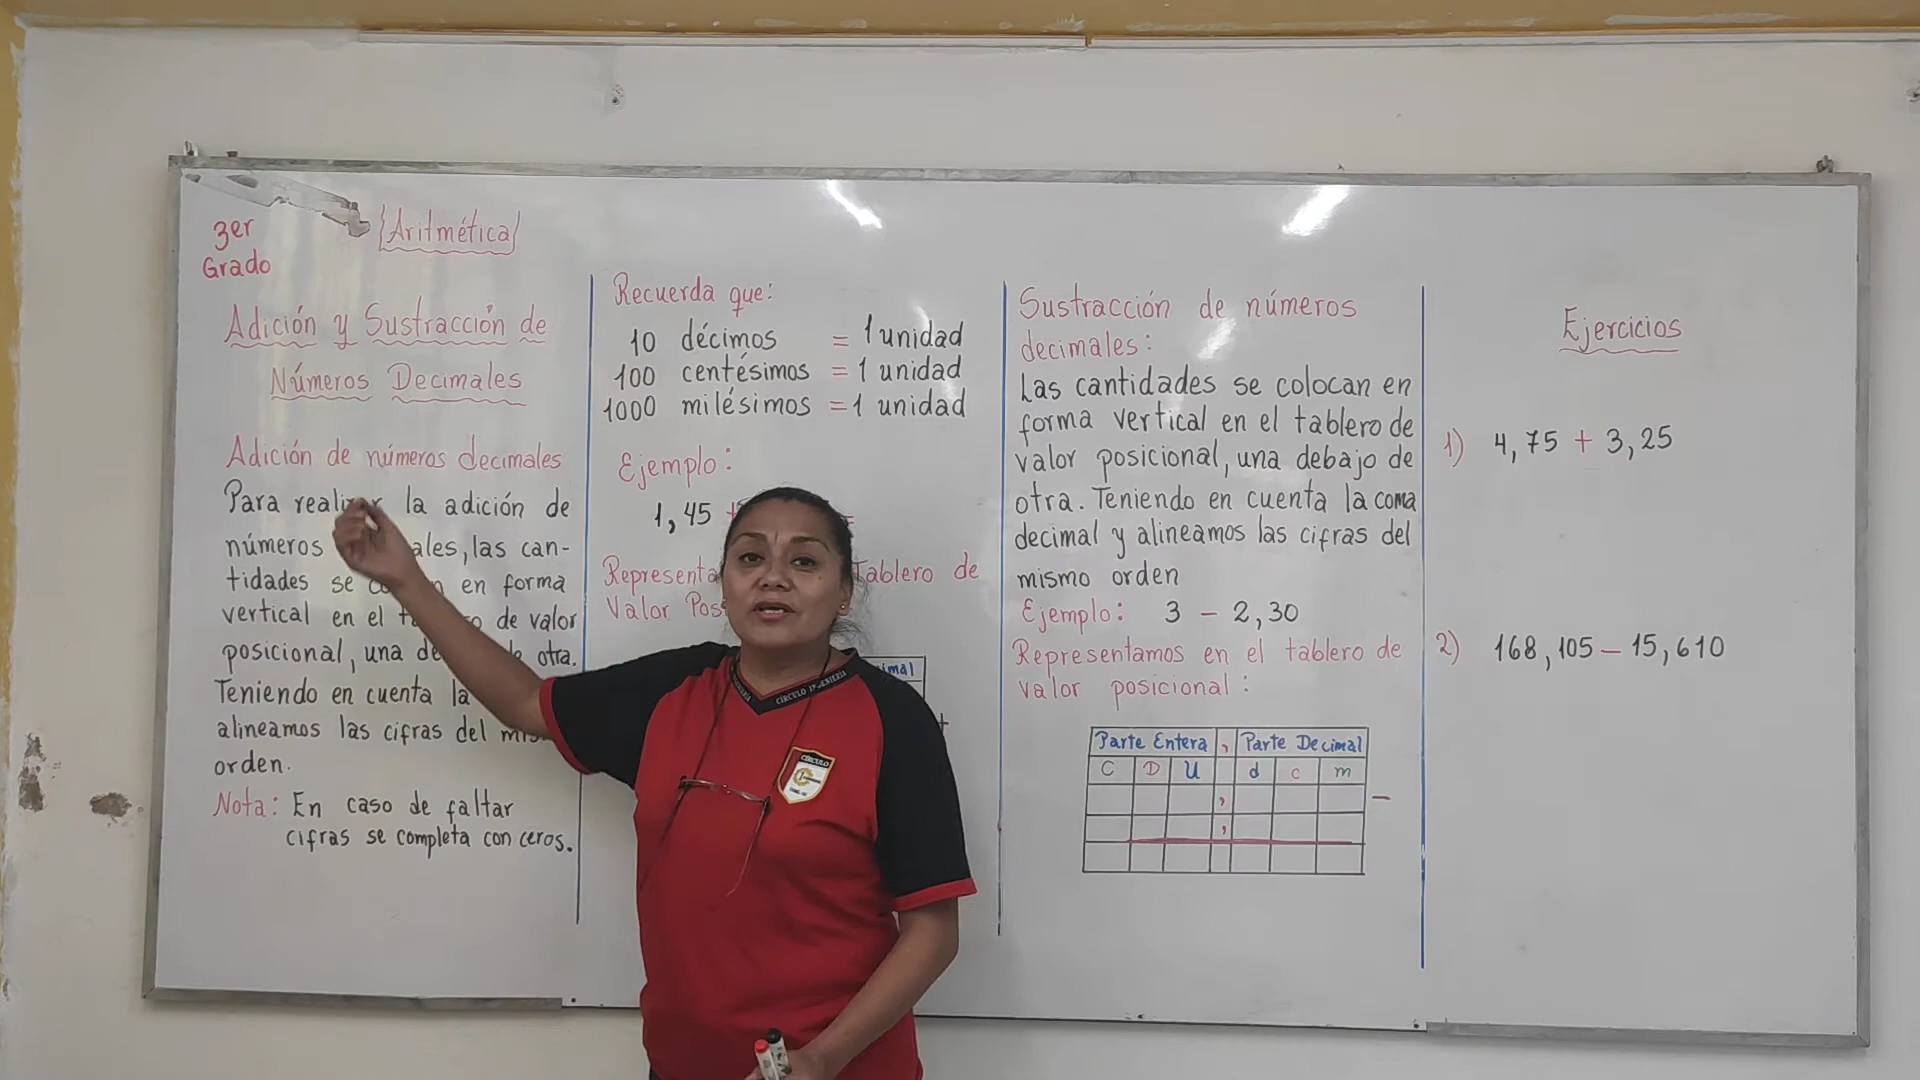 3er
Grado
Aritmética
Adición y Sustracción de
Números Decimales
Adición de números decimales
Para la adición de
números las can-
tidades se en forma
vertical en el de valor
posicional, una otra.
Teniendo en cuenta la
alineamos las cifras del
orden.
Nota: En caso de faltar
cifras se completa con ceros.
Recuerda que:
10 décimos = 1 unidad
100 centésimos = 1 unidad
1000 milésimos = 1 unidad
Ejemplo:
1,45 +
Tablero de
Valor
+
Sustracción de números
decimales:
Las cantidades se colocan en
forma vertical en el tablero de
valor posicional, una debajo de
otra. Teniendo en cuenta la coma
decimal y alineamos las cifras del
mismo orden
Ejemplo: 3 - 2,30
Representamos en el tablero de
valor posicional:
Parte Entera , Parte Decimal
C D U d c m
, -
,
Ejercicios
1) 4,75 + 3,25
2) 168,105 - 15,610
CÍRCULO INGENIERÍA
CÍRCULO